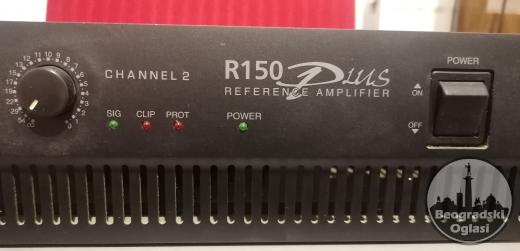 CHANNEL 2
R150 Plus
REFERENCE AMPLIFIER
SIG CLIP PROT POWER
POWER
ON
OFF
Beogradski
Oglasi